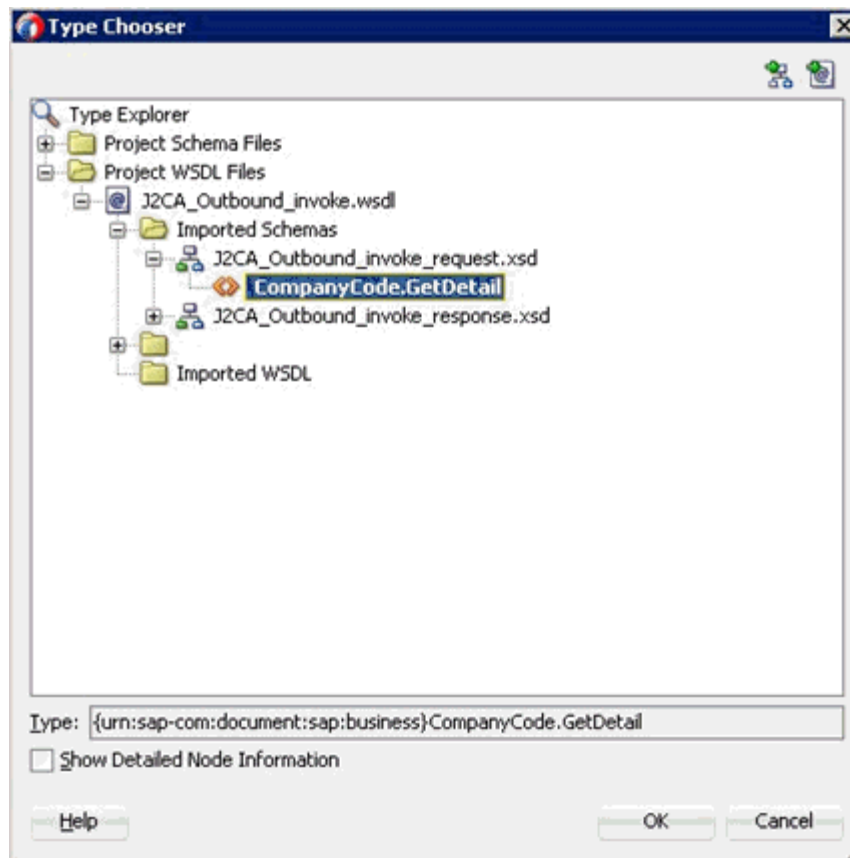 Type Chooser
Type Explorer
Project Schema Files
Project WSDL Files
J2CA_Outbound_invoke.wsdl
Imported Schemas
J2CA_Outbound_invoke_request.xsd
CompanyCode.GetDetail
J2CA_Outbound_invoke_response.xsd
Imported WSDL
Type: {urn:sap-com:document:sap:business}CompanyCode.GetDetail
Show Detailed Node Information
Help OK Cancel